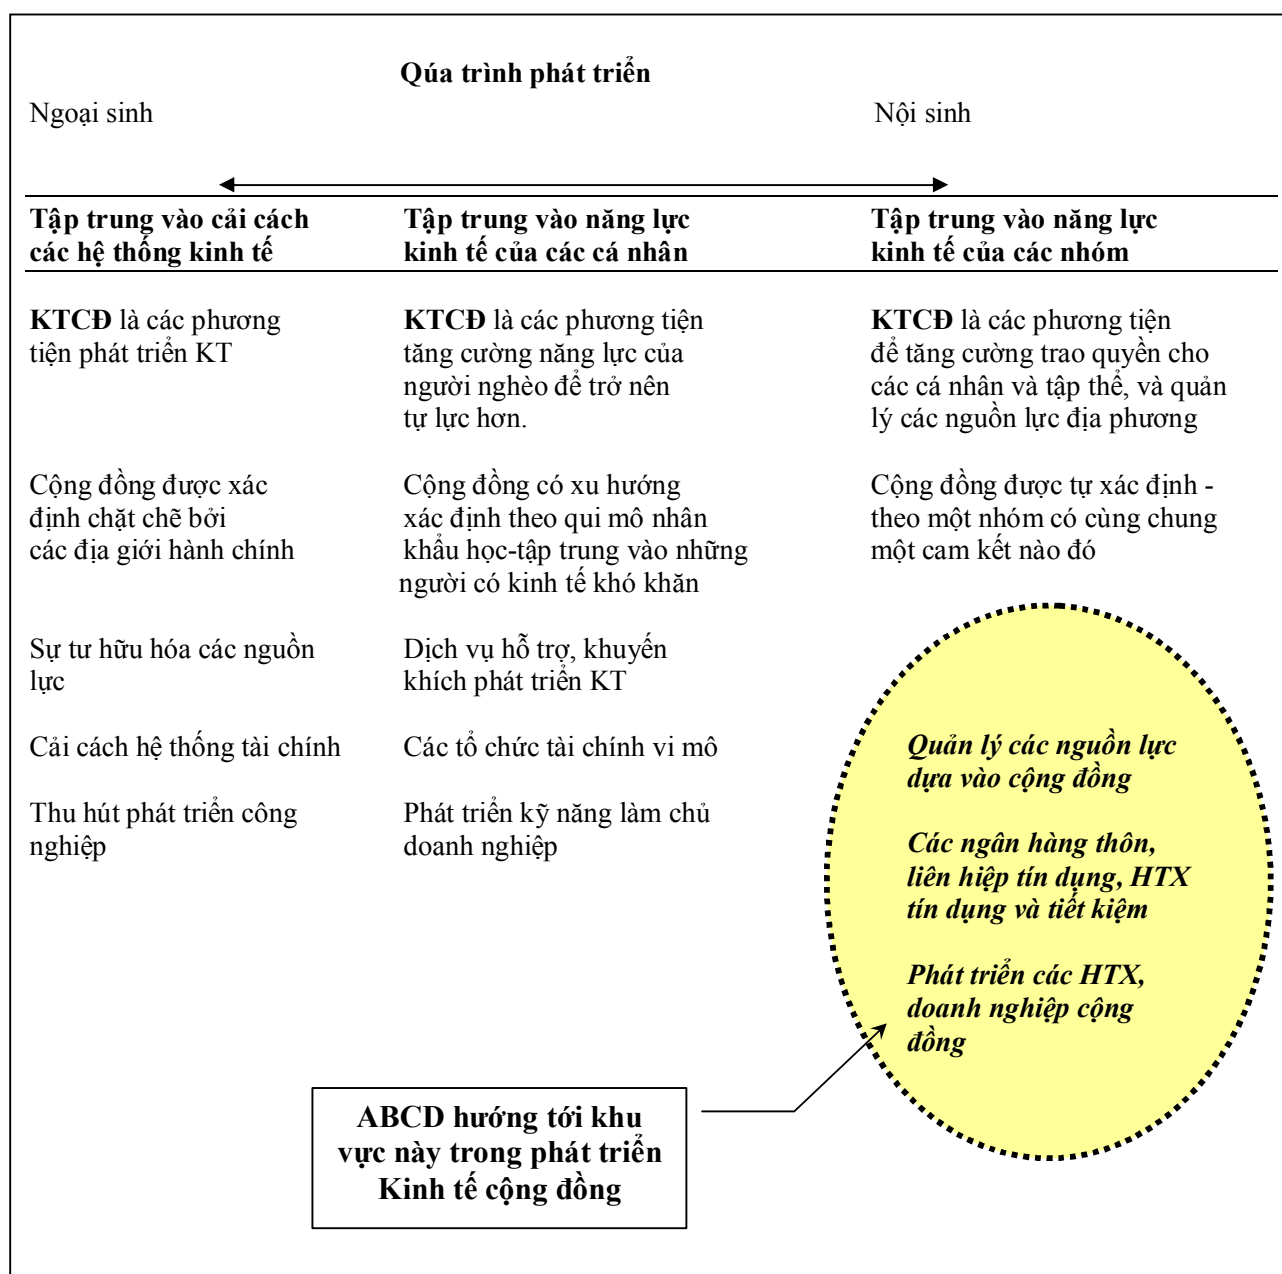 Qúa trình phát triển
Ngoại sinh
Nội sinh
Tập trung vào cải cách
các hệ thống kinh tế
Tập trung vào năng lực
kinh tế của các cá nhân
Tập trung vào năng lực
kinh tế của các nhóm
KTCĐ là các phương
tiện phát triển KT
KTCĐ là các phương tiện
tăng cường năng lực của
người nghèo để trở nên
tự lực hơn.
KTCĐ là các phương tiện
để tăng cường trao quyền cho
các cá nhân và tập thể, và quản
lý các nguồn lực địa phương
Cộng đồng được xác
định chặt chẽ bởi
các địa giới hành chính
Cộng đồng có xu hướng
xác định theo qui mô nhân
khẩu học-tập trung vào những
người có kinh tế khó khăn
Cộng đồng được tự xác định -
theo một nhóm có cùng chung
một cam kết nào đó
Sự tư hữu hóa các nguồn
lực
Dịch vụ hỗ trợ, khuyến
khích phát triển KT
Cải cách hệ thống tài chính
Các tổ chức tài chính vi mô
Thu hút phát triển công
nghiệp
Phát triển kỹ năng làm chủ
doanh nghiệp
Quản lý các nguồn lực
dựa vào cộng đồng
Các ngân hàng thôn,
liên hiệp tín dụng, HTX
tín dụng và tiết kiệm
Phát triển các HTX,
doanh nghiệp cộng
đồng
ABCD hướng tới khu
vực này trong phát triển
Kinh tế cộng đồng